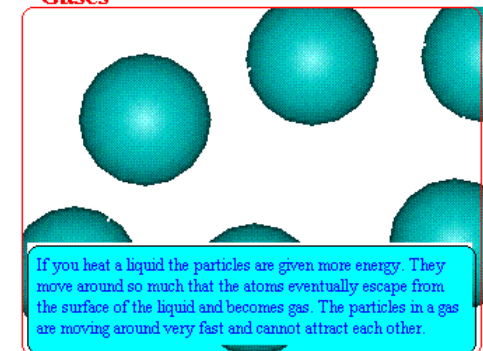 Gases
If you heat a liquid the particles are given more energy. They
move around so much that the atoms eventually escape from
the surface of the liquid and becomes gas. The particles in a gas
are moving around very fast and cannot attract each other.